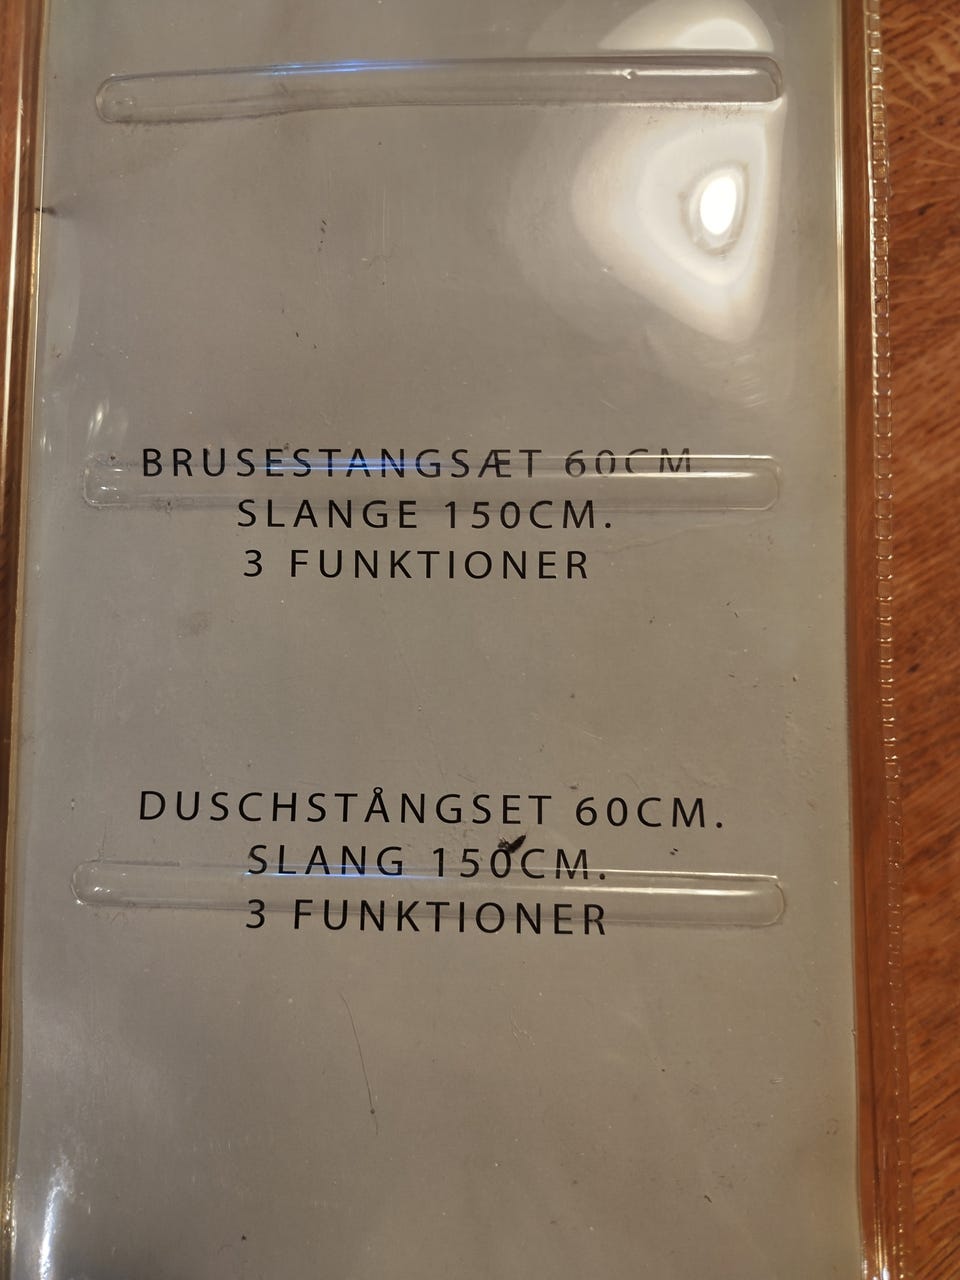 BRUSESTANGSÆT 60CM.
SLANGE 150CM.
3 FUNKTIONER
DUSCHSTÅNGSET 60CM.
SLANG 150CM.
3 FUNKTIONER